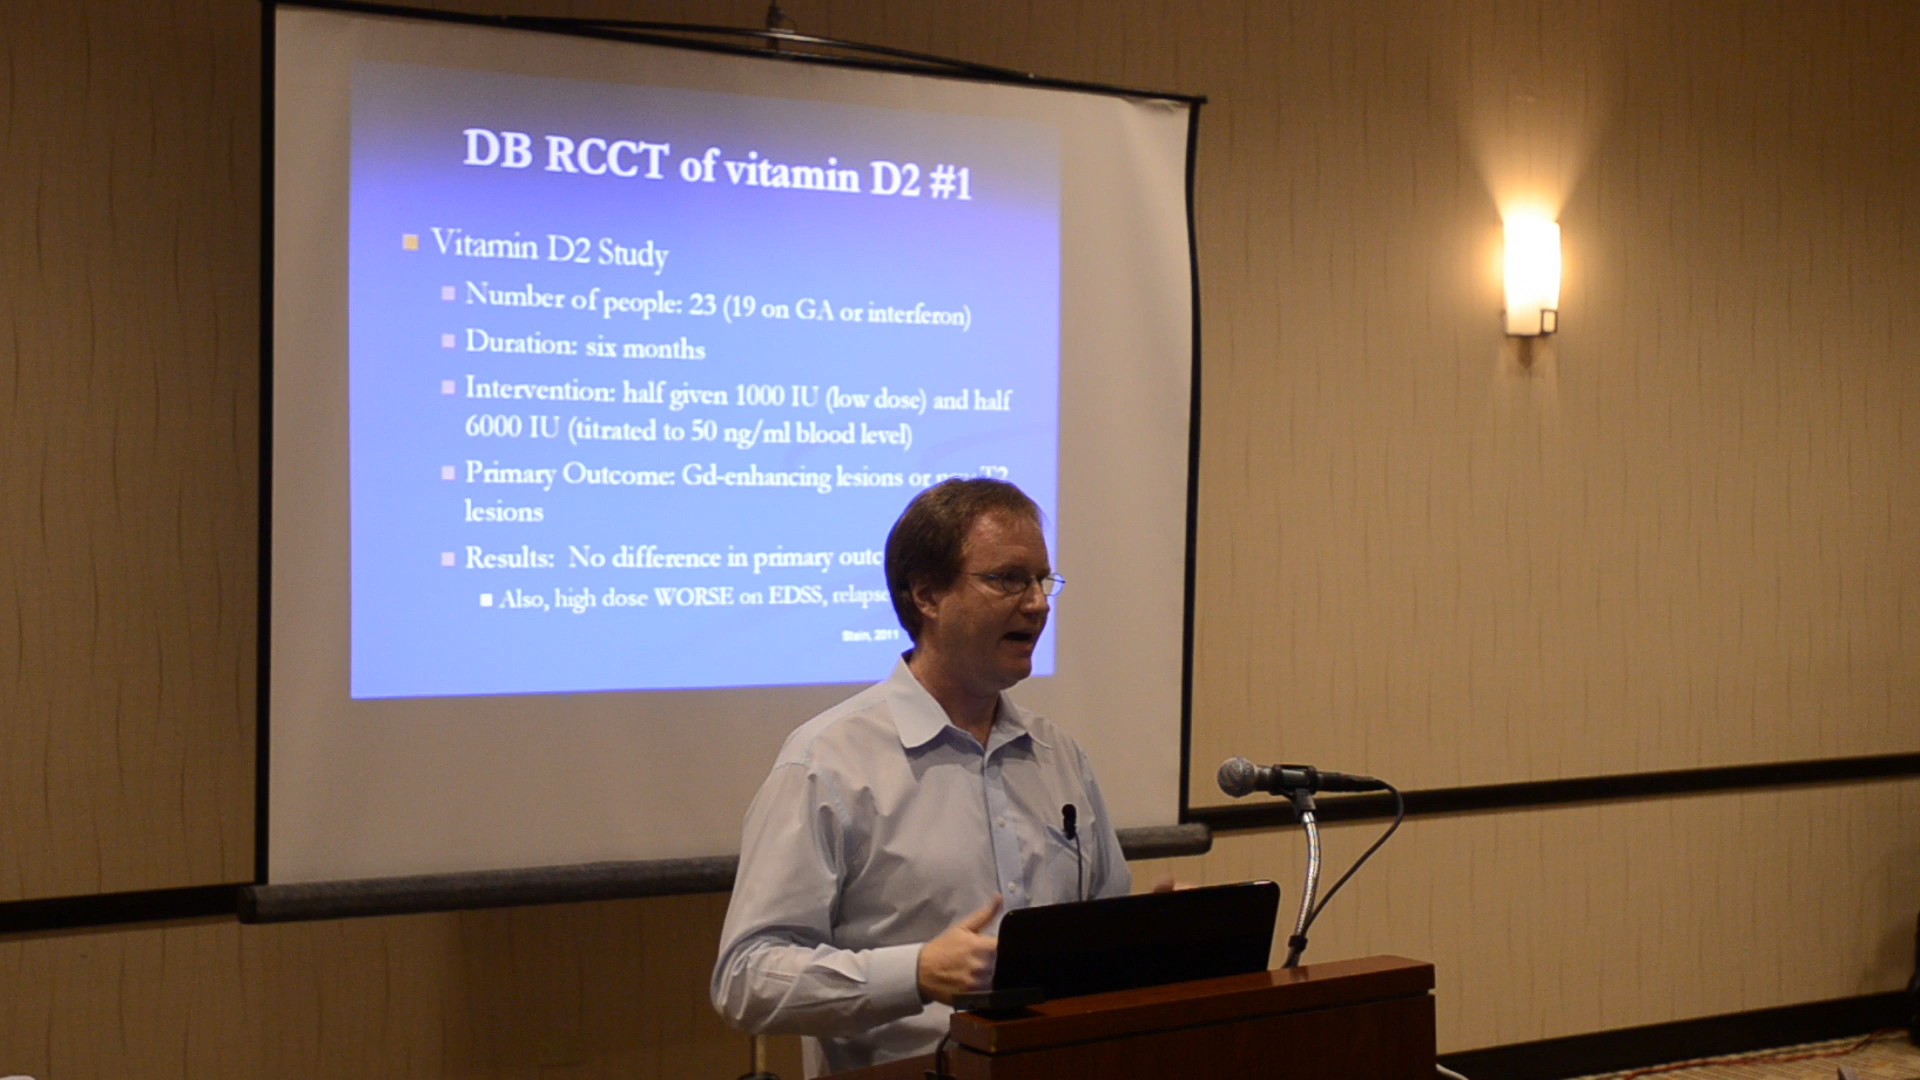 DB RCCT of vitamin D2 #1
Vitamin D2 Study
Number of people: 23 (19 on GA or interferon)
Duration: six months
Intervention: half given 1000 IU (low dose) and half
6000 IU (titrated to 50 ng/ml blood level)
Primary Outcome: Gd-enhancing lesions or new T2
lesions
Results: No difference in primary
Also, high dose WORSE on EDSS,
Stein, 2011